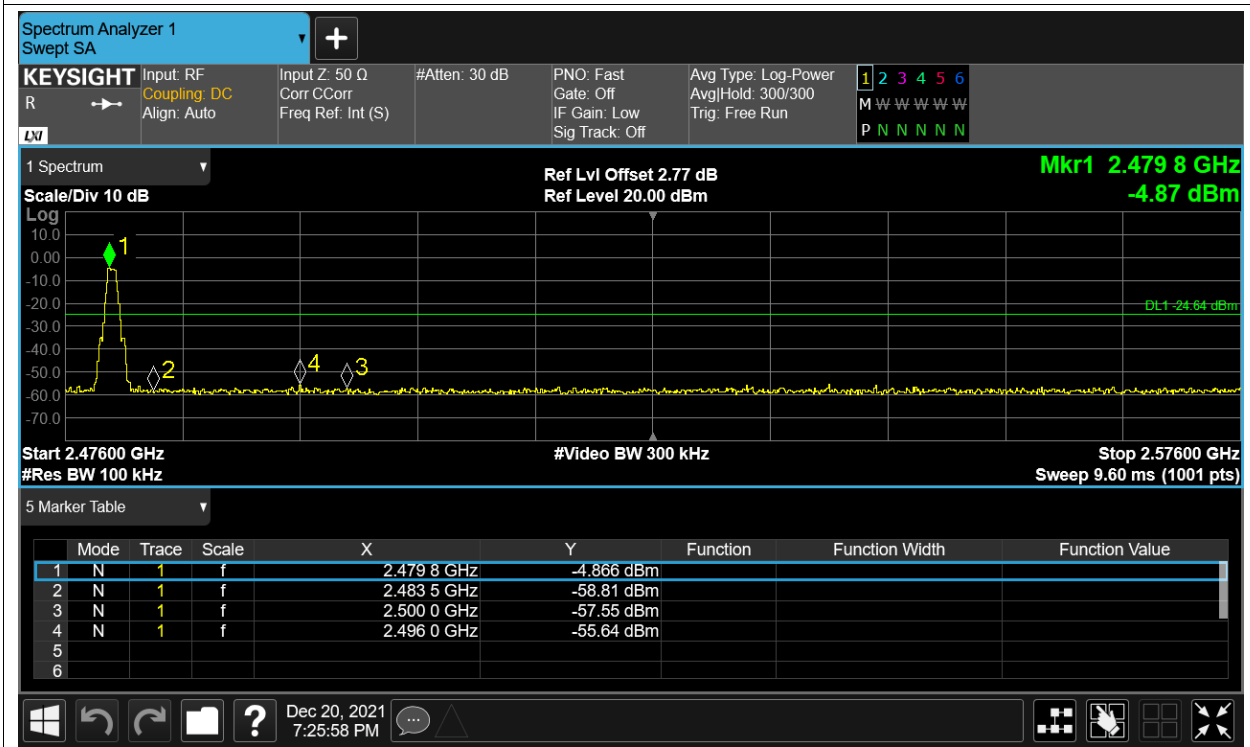 Spectrum Analyzer 1
Swept SA
+
KEYSIGHT Input: RF Input Z: 50 Ω #Atten: 30 dB PNO: Fast Avg Type: Log-Power 1 2 3 4 5 6
R Coupling: DC Corr CCorr Gate: Off Avg|Hold: 300/300 M W W W W W
Align: Auto Freq Ref: Int (S) IF Gain: Low Trig: Free Run
LXI Sig Track: Off P N N N N N
1 Spectrum Ref Lvl Offset 2.77 dB Mkr1 2.479 8 GHz
Scale/Div 10 dB Ref Level 20.00 dBm -4.87 dBm
Log
10.0
1
0.00
-10.0
-20.0
DL1 -24.64 dBm
-30.0
-40.0
2 4 3
-50.0
-60.0
-70.0
Start 2.47600 GHz #Video BW 300 kHz Stop 2.57600 GHz
#Res BW 100 kHz Sweep 9.60 ms (1001 pts)
5 Marker Table
Mode Trace Scale X Y Function Function Width Function Value
1 N 1 f 2.479 8 GHz -4.866 dBm
2 N 1 f 2.483 5 GHz -58.81 dBm
3 N 1 f 2.500 0 GHz -57.55 dBm
4 N 1 f 2.496 0 GHz -55.64 dBm
5
6
? Dec 20, 2021
7:25:58 PM